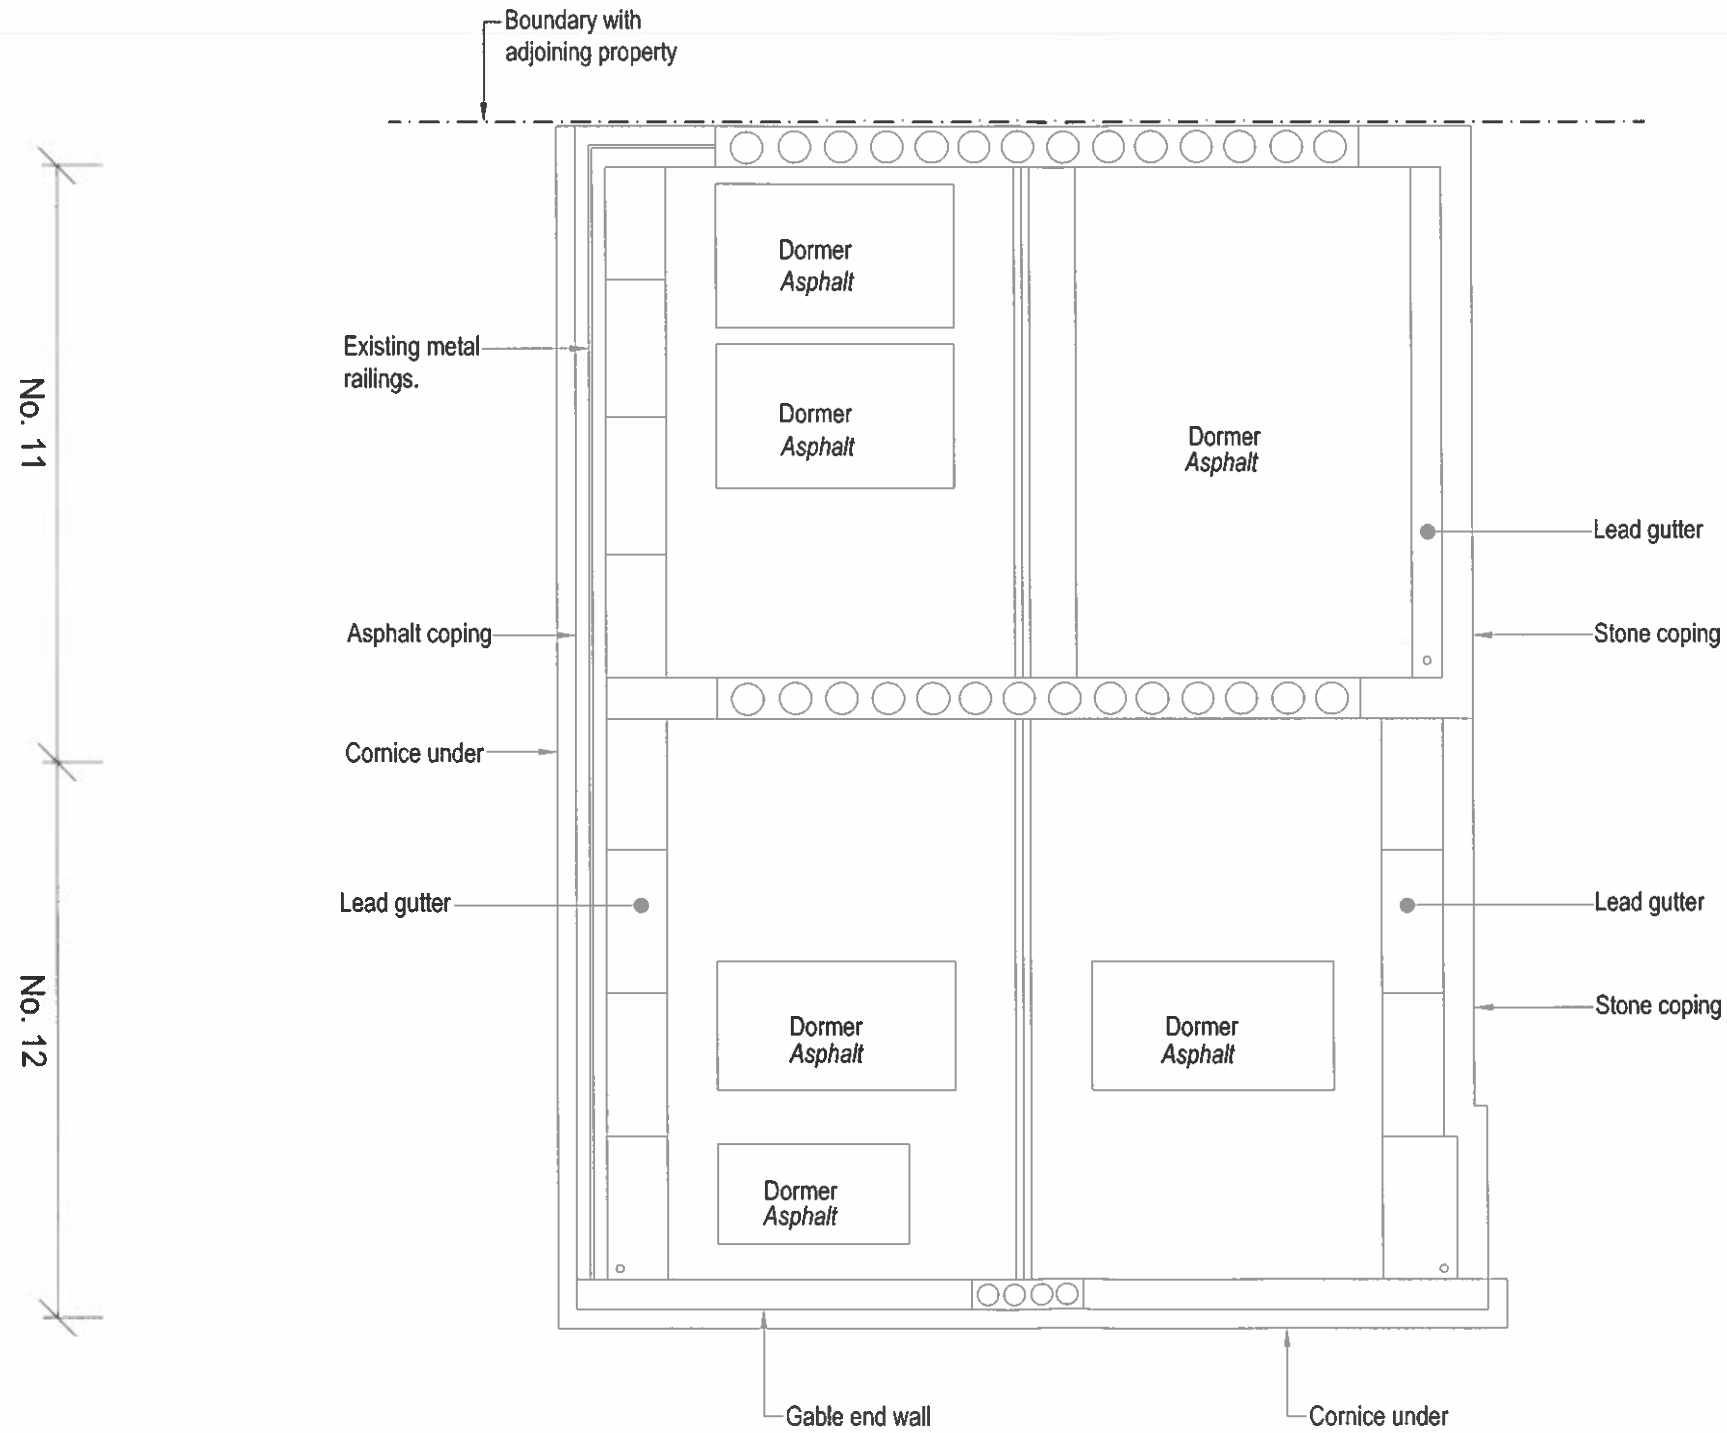 Boundary with
adjoining property
Dormer
Asphalt
Existing metal
railings.
No. 11
Dormer
Asphalt
Dormer
Asphalt
Lead gutter
Asphalt coping
Stone coping
Cornice under
Lead gutter
Lead gutter
No. 12
Stone coping
Dormer
Asphalt
Dormer
Asphalt
Dormer
Asphalt
Gable end wall
Cornice under